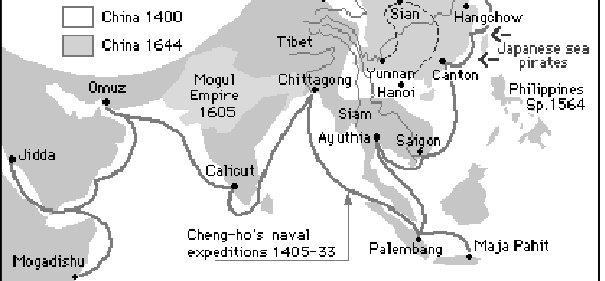 China 1400
China 1644
Sian
Hangchow
Tibet
Japanese sea
pirates
Omuz
Mogul
Empire
1605
Chittagong
Yunnan
Canton
Hanoi
Philippines
Sp.1564
Siam
Ayuthia
Saigon
Jidda
Calicut
Cheng-ho's naval
expeditions 1405-33
Palembang
Maja Pahit
Mogadishu